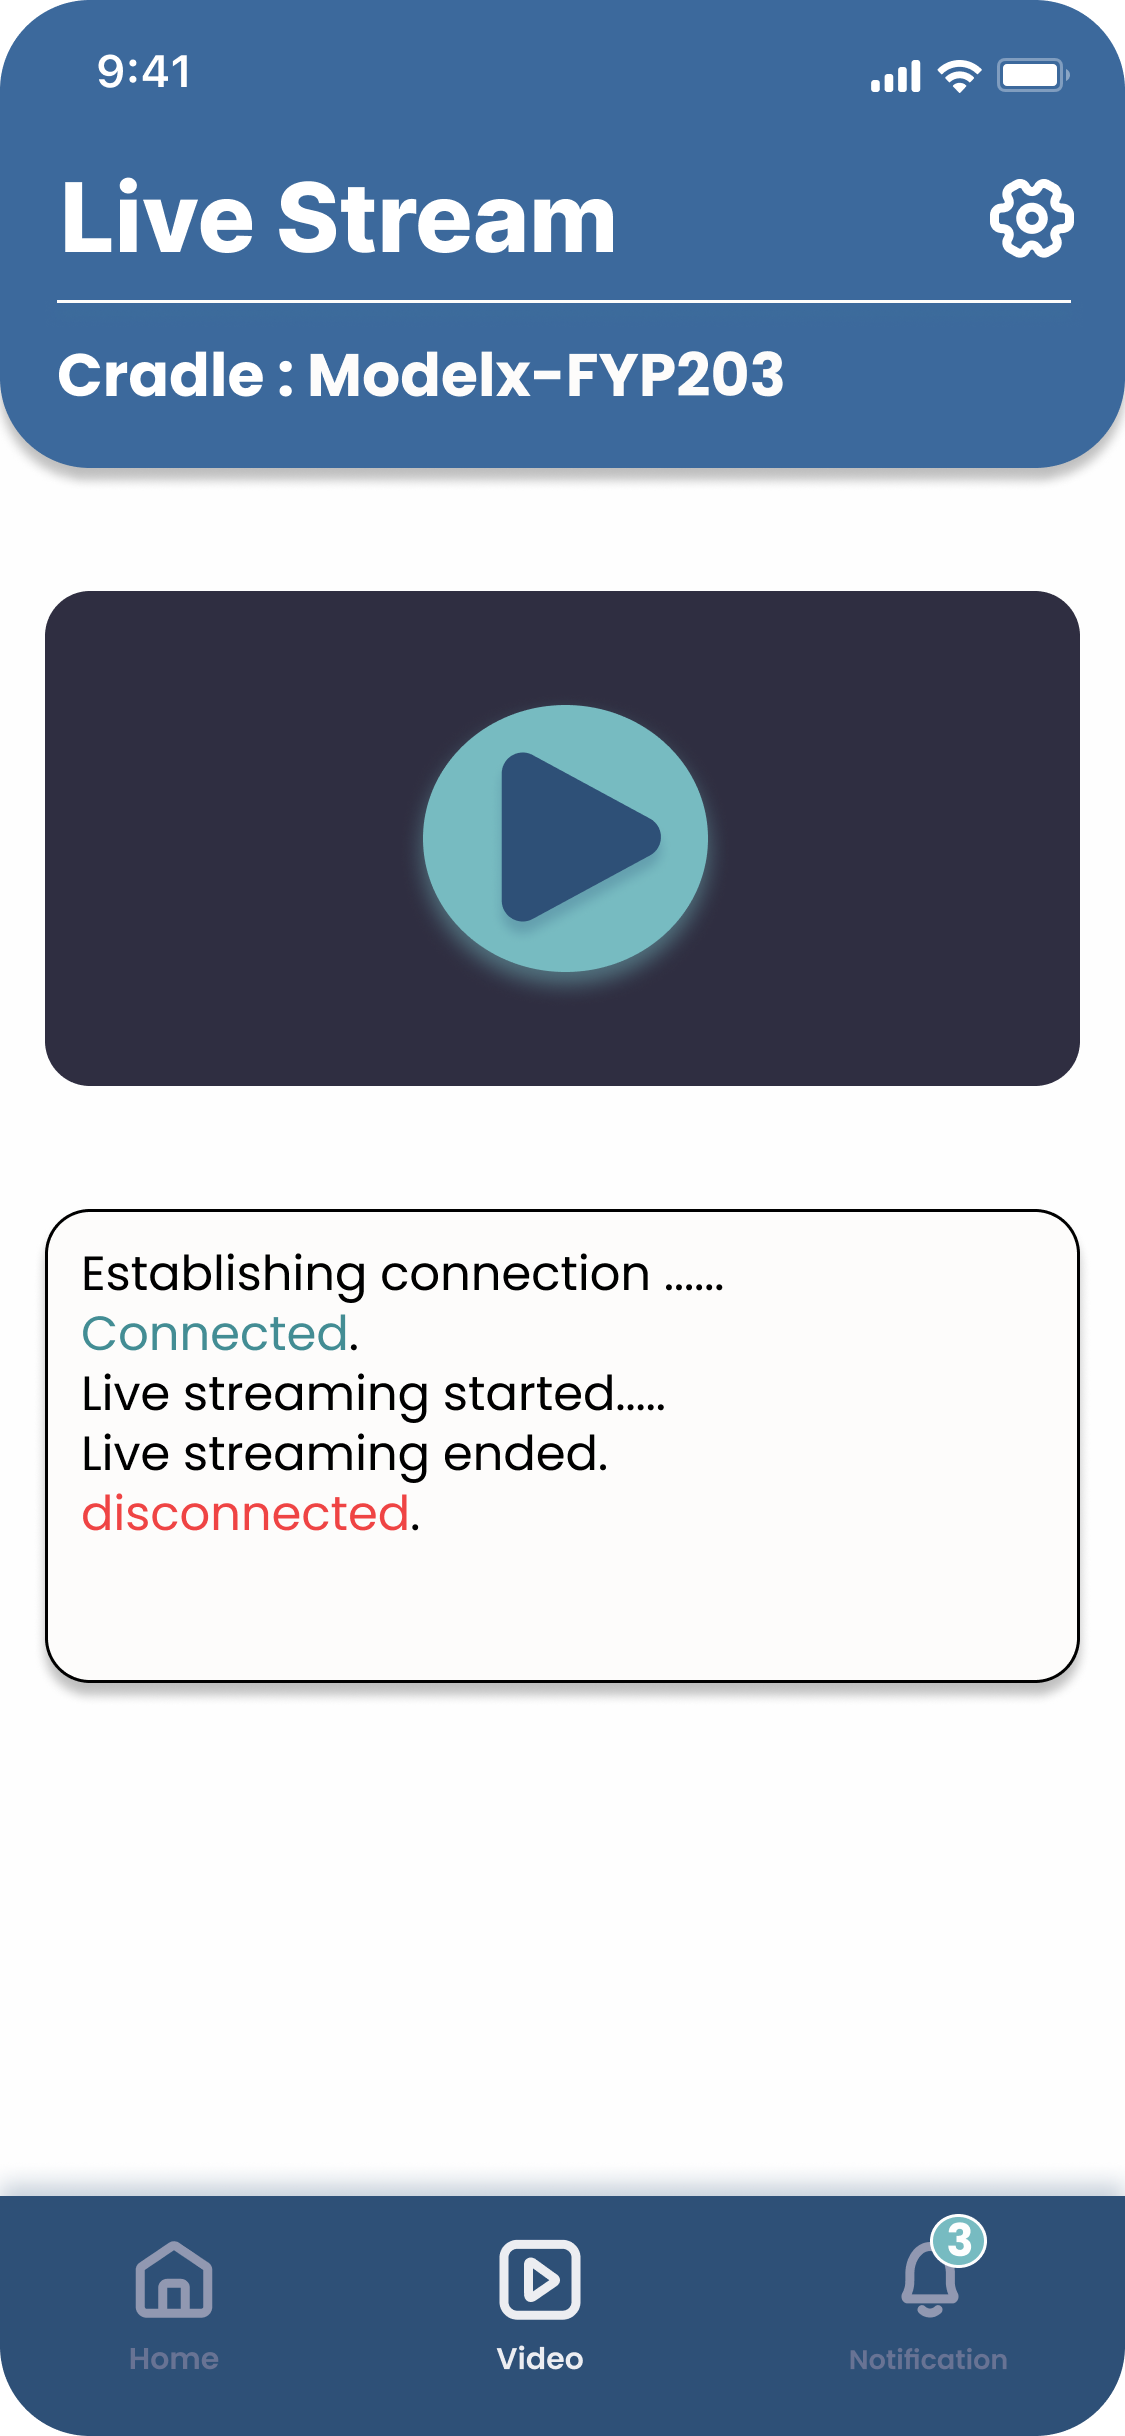 9:41
Live Stream
Cradle : Modelx-FYP203
Establishing connection ......
Connected.
Live streaming started.....
Live streaming ended.
disconnected.
3
Home
Video
Notification